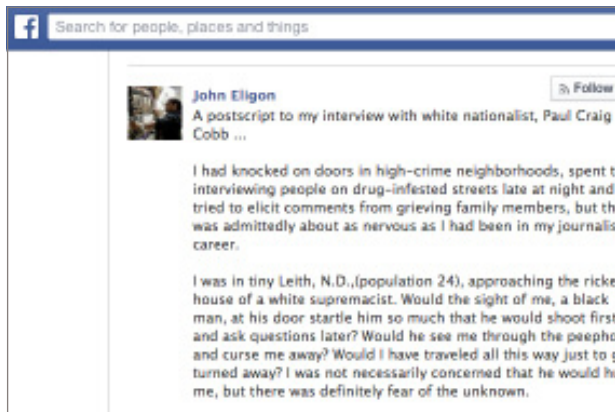 f
Search for people, places and things
John Eligon
Follow
A postscript to my interview with white nationalist, Paul Craig
Cobb ...
I had knocked on doors in high-crime neighborhoods, spent t
interviewing people on drug-infested streets late at night and
tried to elicit comments from grieving family members, but th
was admittedly about as nervous as I had been in my journalis
career.
I was in tiny Leith, N.D.,(population 24), approaching the ricke
house of a white supremacist. Would the sight of me, a black
man, at his door startle him so much that he would shoot first
and ask questions later? Would he see me through the peepho
and curse me away? Would I have traveled all this way just to g
turned away? I was not necessarily concerned that he would hu
me, but there was definitely fear of the unknown.